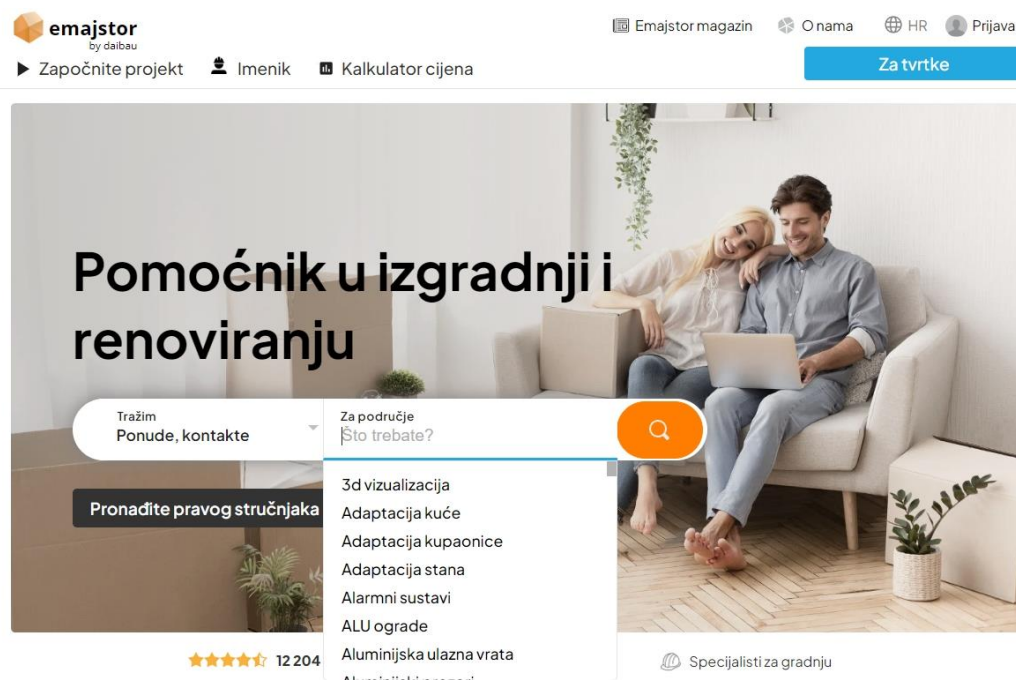 emajstor
by daibau
Emajstor magazin
O nama
HR
Prijava
Započnite projekt
Imenik
Kalkulator cijena
Za tvrtke
Pomoćnik u izgradnji i
renoviranju
Tražim
Ponude, kontakte
Za područje
Što trebate?
Pronađite pravog stručnjaka
3d vizualizacija
Adaptacija kuće
Adaptacija kupaonice
Adaptacija stana
Alarmni sustavi
ALU ograde
Aluminijska ulazna vrata
12 204
Specijalisti za gradnju